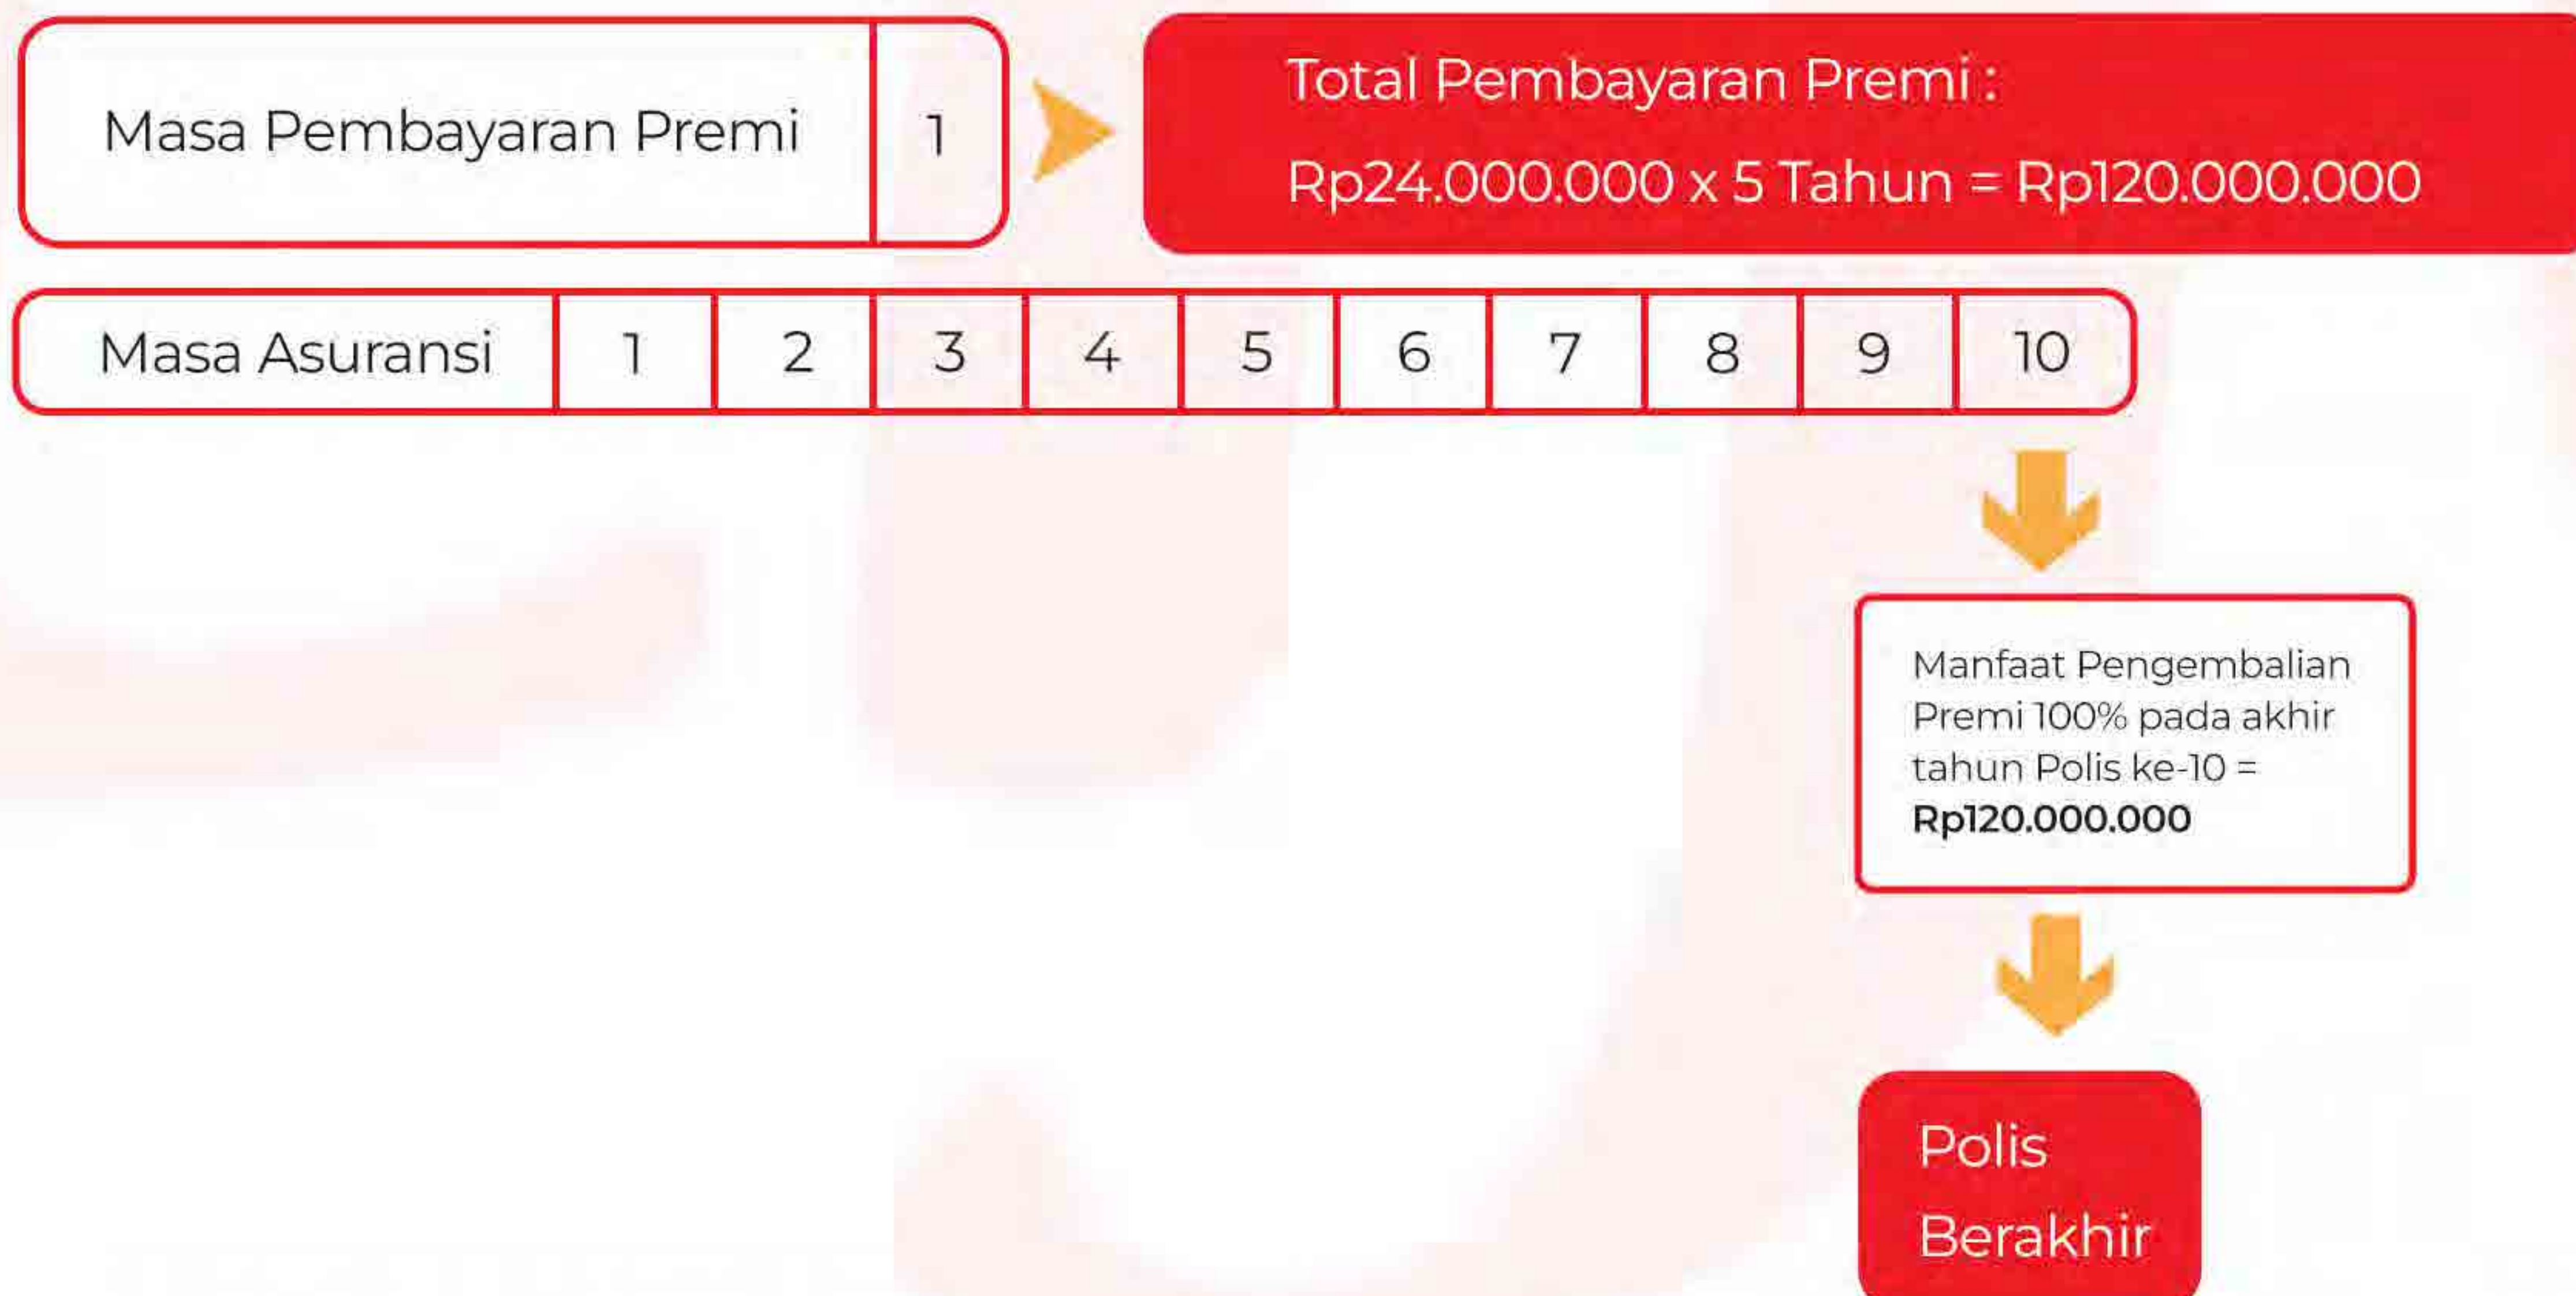 Masa Pembayaran Premi 1
Total Pembayaran Premi :
Rp24.000.000 x 5 Tahun = Rp120.000.000
Masa Asuransi 1 2 3 4 5 6 7 8 9 10
Manfaat Pengembalian
Premi 100% pada akhir
tahun Polis ke-10 =
Rp120.000.000
Polis
Berakhir